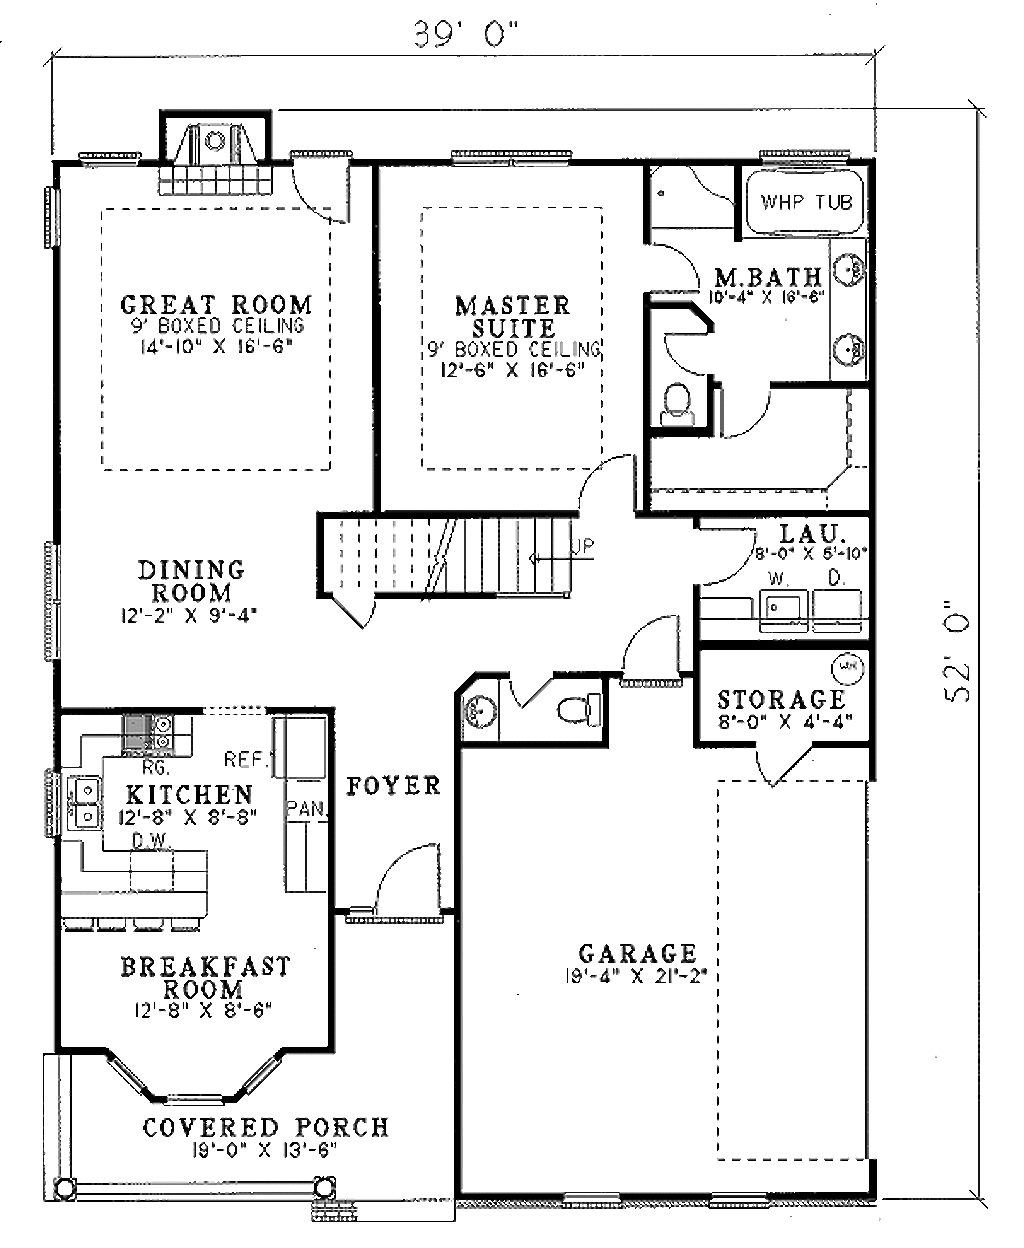 39' 0"
WHP TUB
GREAT ROOM
9' BOXED CEILING
14'-10" X 16'-6"
MASTER
SUITE
9' BOXED CEILING
12'-6" X 16'-6"
M.BATH
10'-4" X 16'-6"
UP
LAU.
8'-0" X 5'-10"
W. D.
DINING
ROOM
12'-2" X 9'-4"
52' 0"
WH
STORAGE
8'-0" X 4'-4"
REF.
RG.
KITCHEN
12'-8" X 8'-8"
PAN.
D.W.
FOYER
BREAKFAST
ROOM
12'-8" X 8'-6"
GARAGE
19'-4" X 21'-2"
COVERED PORCH
19'-0" X 13'-6"